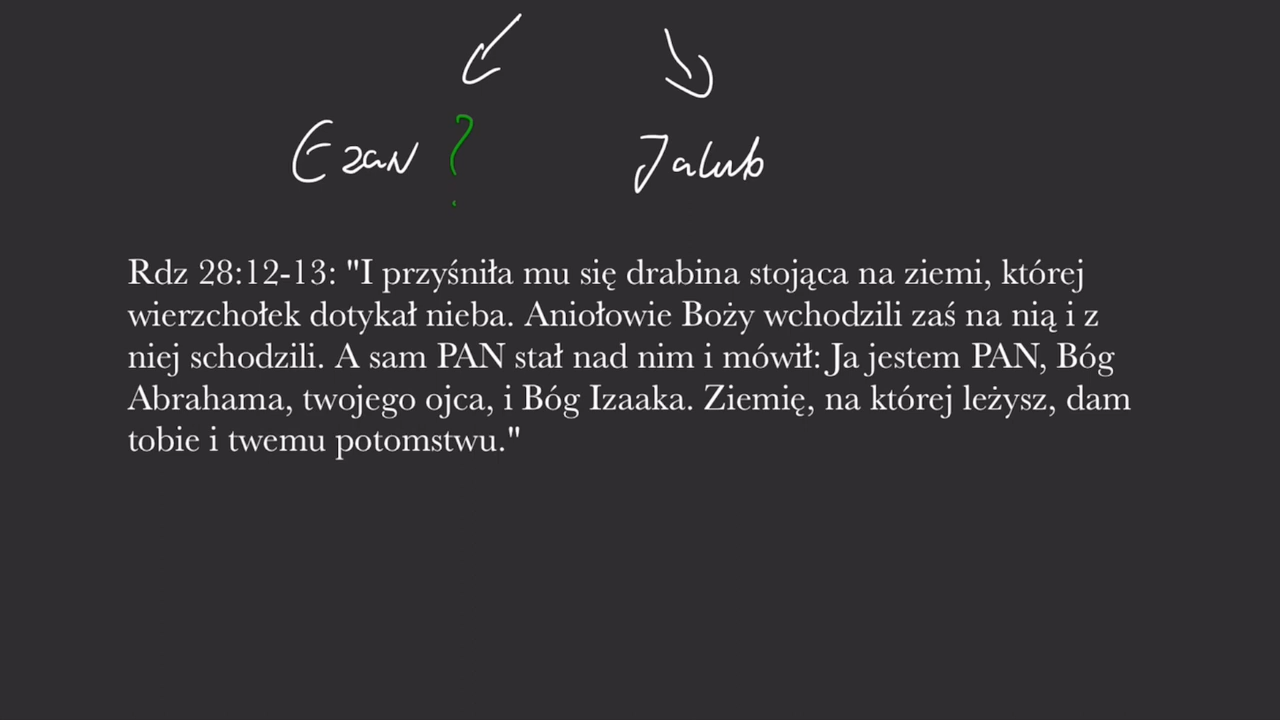 Ezaw ? Jakub
Rdz 28:12-13: "I przyśniła mu się drabina stojąca na ziemi, której
wierzchołek dotykał nieba. Aniołowie Boży wchodzili zaś na nią i z
niej schodzili. A sam PAN stał nad nim i mówił: Ja jestem PAN, Bóg
Abrahama, twojego ojca, i Bóg Izaaka. Ziemię, na której leżysz, dam
tobie i twemu potomstwu."